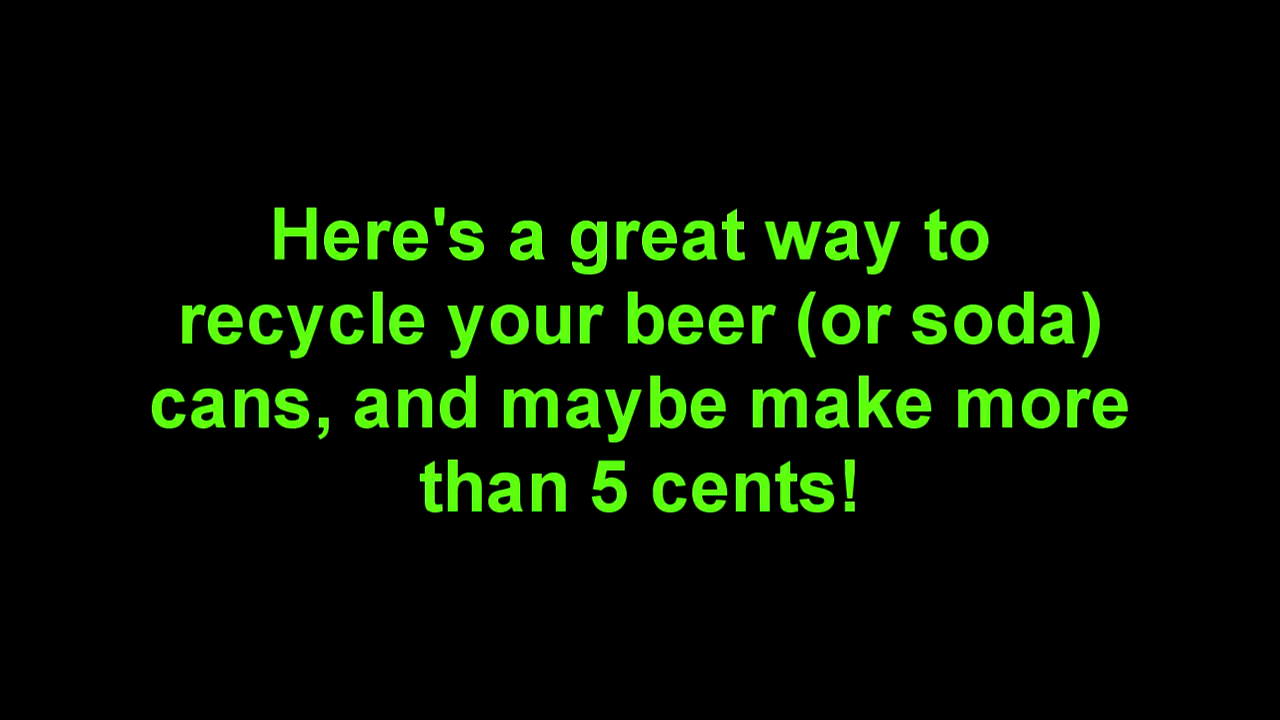 Here's a great way to
recycle your beer (or soda)
cans, and maybe make more
than 5 cents!